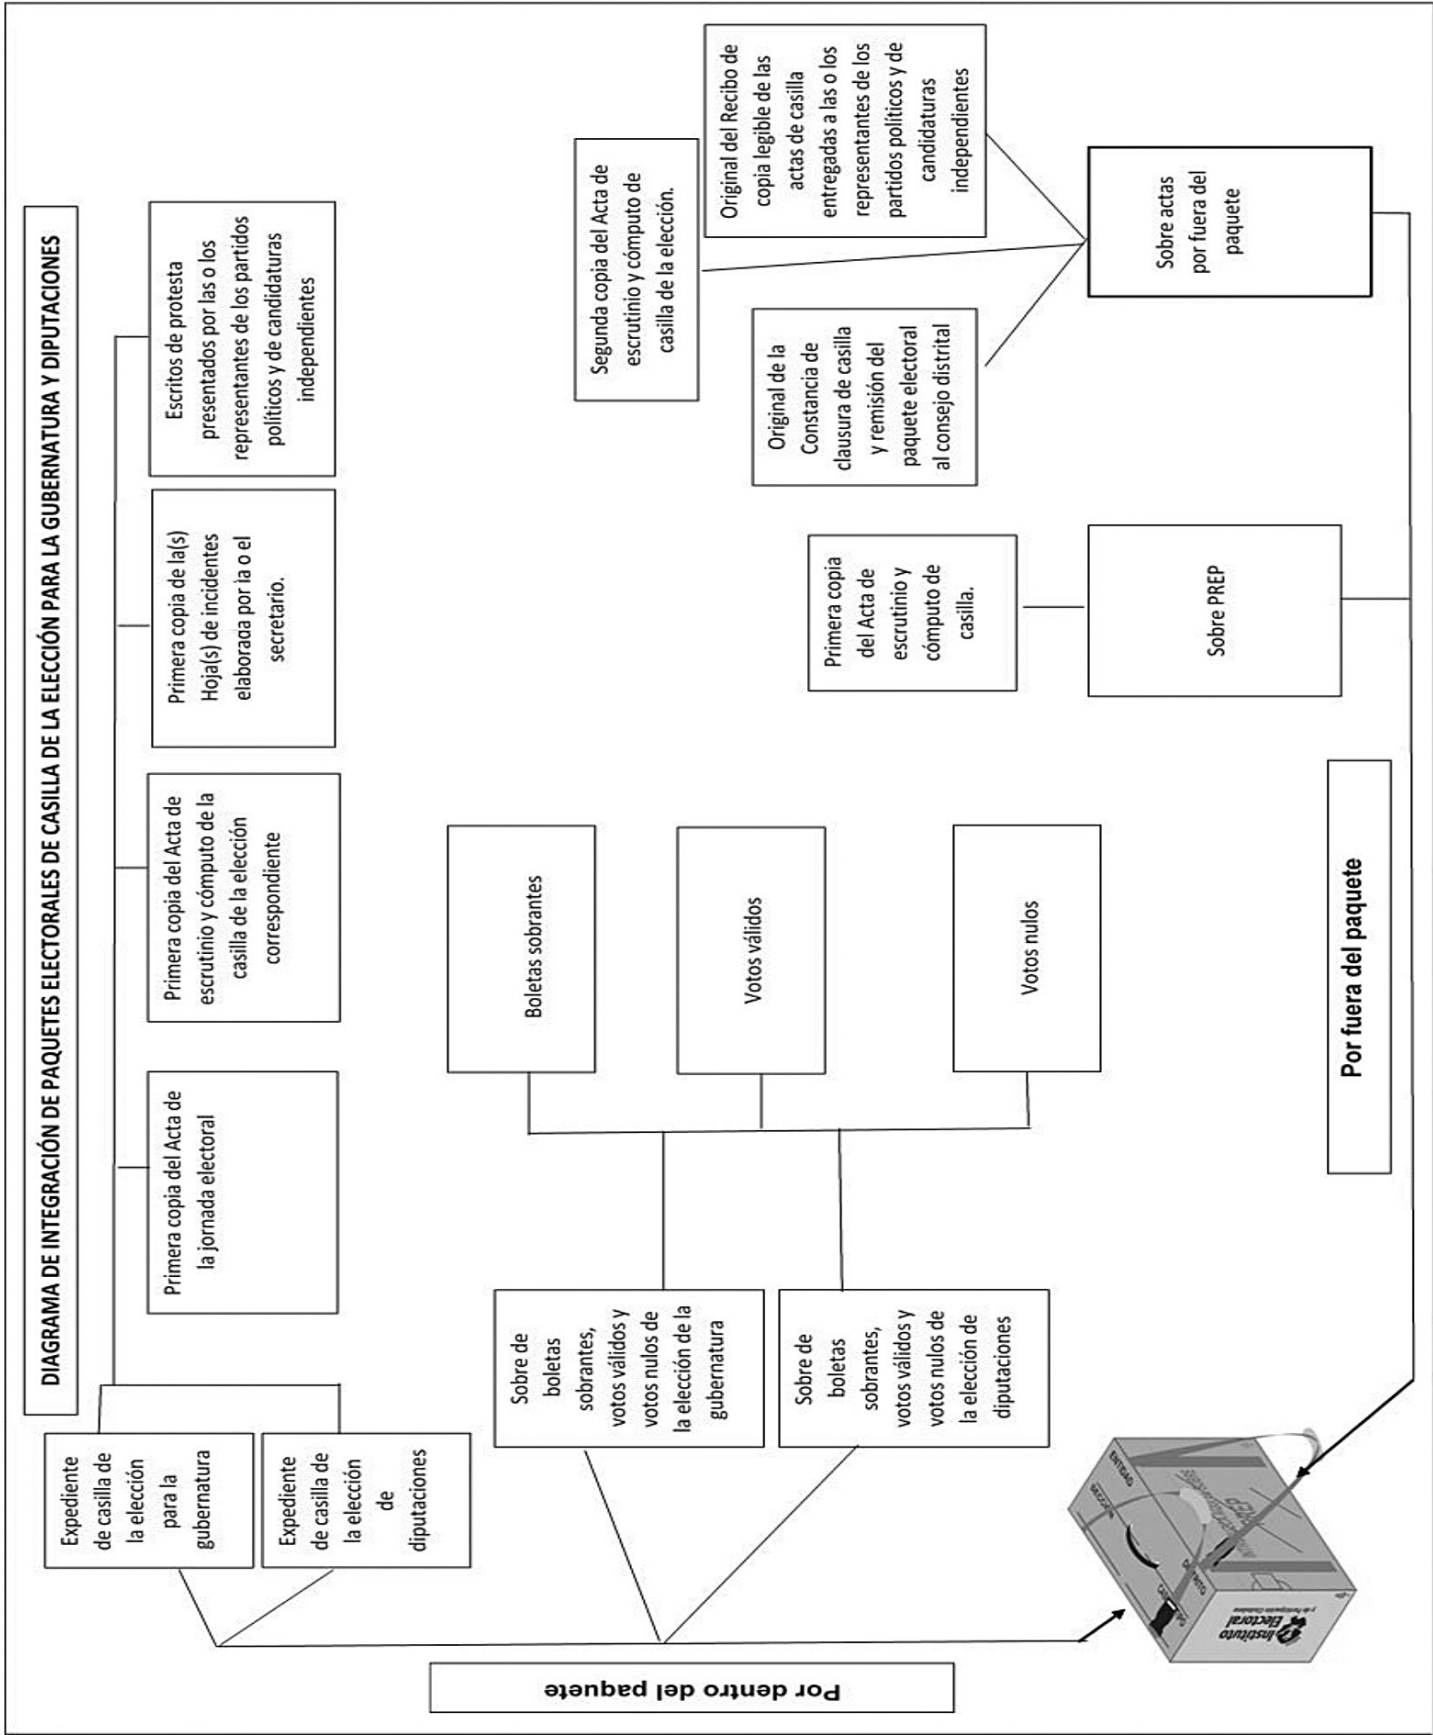 DIAGRAMA DE INTEGRACIÓN DE PAQUETES ELECTORALES DE CASILLA DE LA ELECCIÓN PARA LA GUBERNATURA Y DIPUTACIONES
Expediente
de casilla de
la elección
para la
gubernatura
Expediente
de casilla de
la elección
de
diputaciones
Primera copia del Acta de
la jornada electoral
Primera copia del Acta de
escrutinio y cómputo de la
casilla de la elección
correspondiente
Primera copia de la(s)
Hoja(s) de incidentes
elaborada por la o el
secretario.
Escritos de protesta
presentados por las o los
representantes de los partidos
políticos y de candidaturas
independientes
Sobre de
boletas
sobrantes,
votos válidos y
votos nulos de
la elección de la
gubernatura
Sobre de
boletas
sobrantes,
votos válidos y
votos nulos de
la elección de
diputaciones
Boletas sobrantes
Votos válidos
Votos nulos
Primera copia
del Acta de
escrutinio y
cómputo de
casilla.
Sobre PREP
Original de la
Constancia de
clausura de casilla
y remisión del
paquete electoral
al consejo distrital
Segunda copia del Acta de
escrutinio y cómputo de
casilla de la elección.
Original del Recibo de
copia legible de las
actas de casilla
entregadas a las o los
representantes de los
partidos políticos y de
candidaturas
independientes
Sobre actas
por fuera del
paquete
Por dentro del paquete
Por fuera del paquete
ENTIDAD
SECCIÓN
Instituto
Electoral
y de Participación Ciudadana